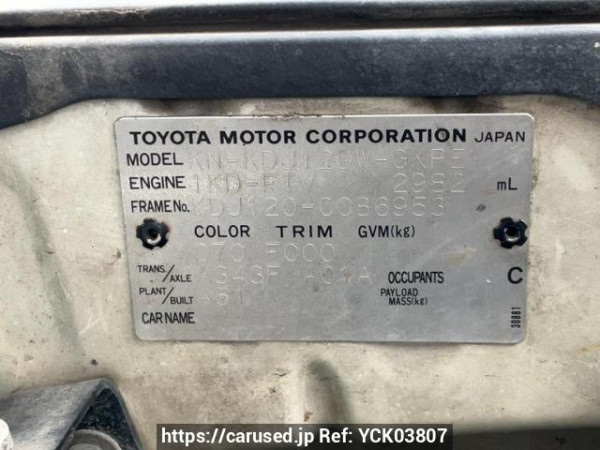 TOYOTA MOTOR CORPORATION JAPAN
MODEL KN-KDJ120W-GKPEY
ENGINE 1KD-FTV 2982 mL
FRAME No. KDJ120-0086953
COLOR TRIM GVM(kg)
070 FC00
TRANS./AXLE A343F A01A OCCUPANTS C
PLANT/BUILT A61 PAYLOAD MASS(kg)
CAR NAME
30881
https://carused.jp Ref: YCK03807